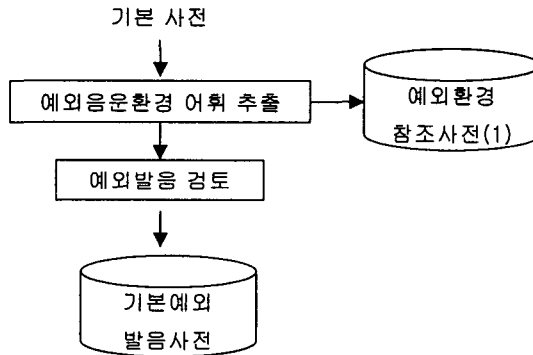 기본 사전
예외음운환경 어휘 추출
예외환경
참조사전(1)
예외발음 검토
기본예외
발음사전